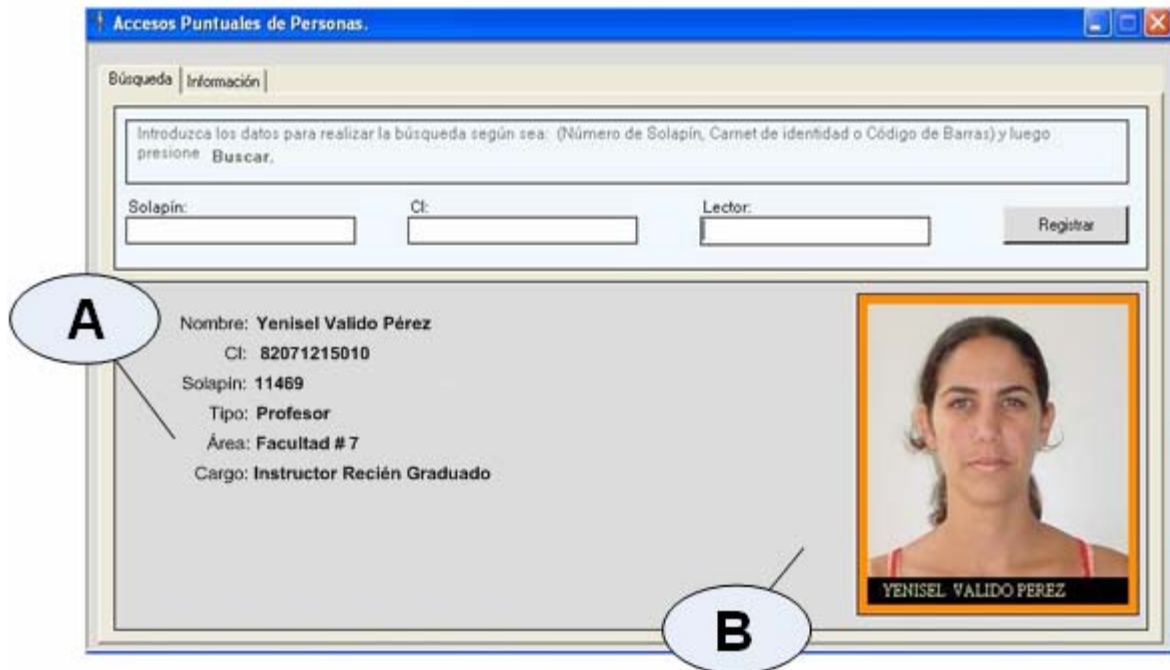 Accesos Puntuales de Personas.
Búsqueda
Información
Introduzca los datos para realizar la búsqueda según sea: (Número de Solapín, Carnet de identidad o Código de Barras) y luego
presione Buscar.
Solapín:
CI:
Lector:
Registrar
A
Nombre: Yenisel Valido Pérez
CI: 82071215010
Solapín: 11469
Tipo: Profesor
Área: Facultad # 7
Cargo: Instructor Recién Graduado
YENISEL VALIDO PEREZ
B